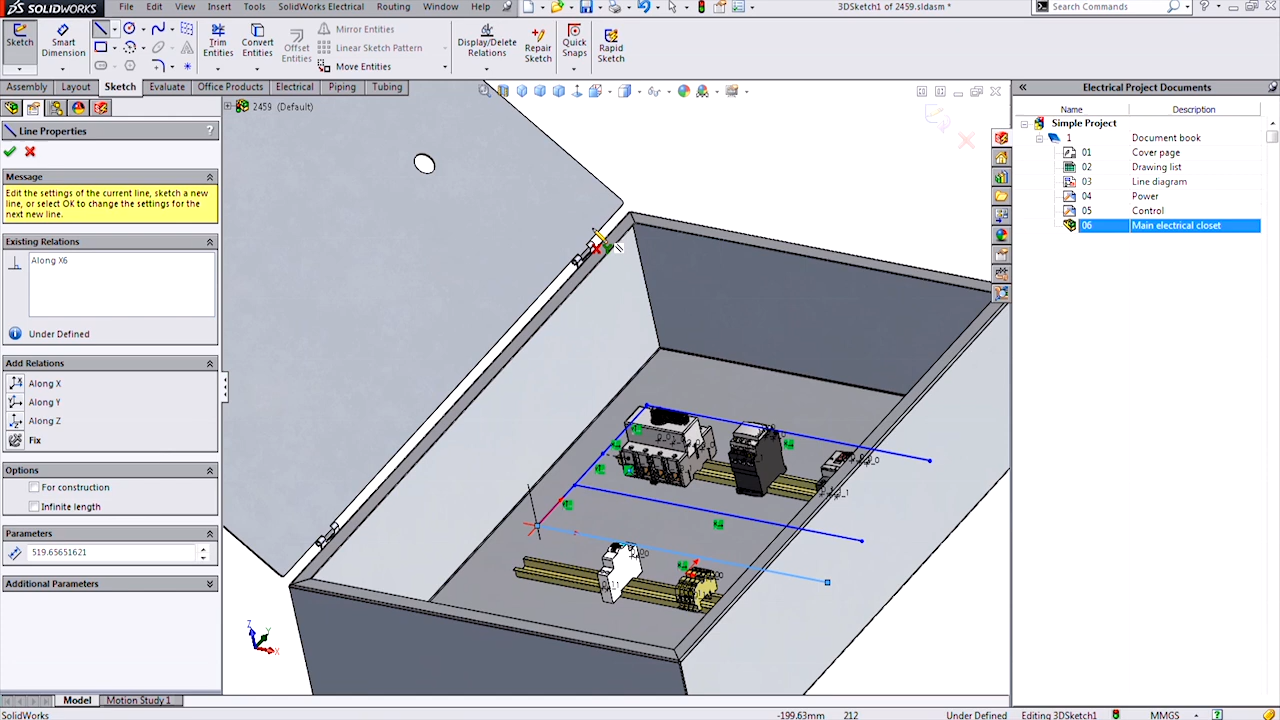 SOLIDWORKS File Edit View Insert Tools SolidWorks Electrical Routing Window Help 3DSketch1 of 2459.sldasm * Search Commands
Sketch Smart Dimension Trim Entities Convert Entities Offset Entities Mirror Entities Linear Sketch Pattern Move Entities Display/Delete Relations Repair Sketch Quick Snaps Rapid Sketch
Assembly Layout Sketch Evaluate Office Products Electrical Piping Tubing
Electrical Project Documents
2459 (Default)
Name Description
Simple Project
1 Document book
01 Cover page
02 Drawing list
03 Line diagram
04 Power
05 Control
06 Main electrical closet
Line Properties ?
Message
Edit the settings of the current line, sketch a new
line, or select OK to change the settings for the
next new line.
Existing Relations
Along X6
Under Defined
Add Relations
Along X
Along Y
Along Z
Fix
Options
For construction
Infinite length
Parameters
519.65651621
Additional Parameters
Z Y X
Model Motion Study 1
SolidWorks -199.63mm 212 Under Defined Editing 3DSketch1 MMGS